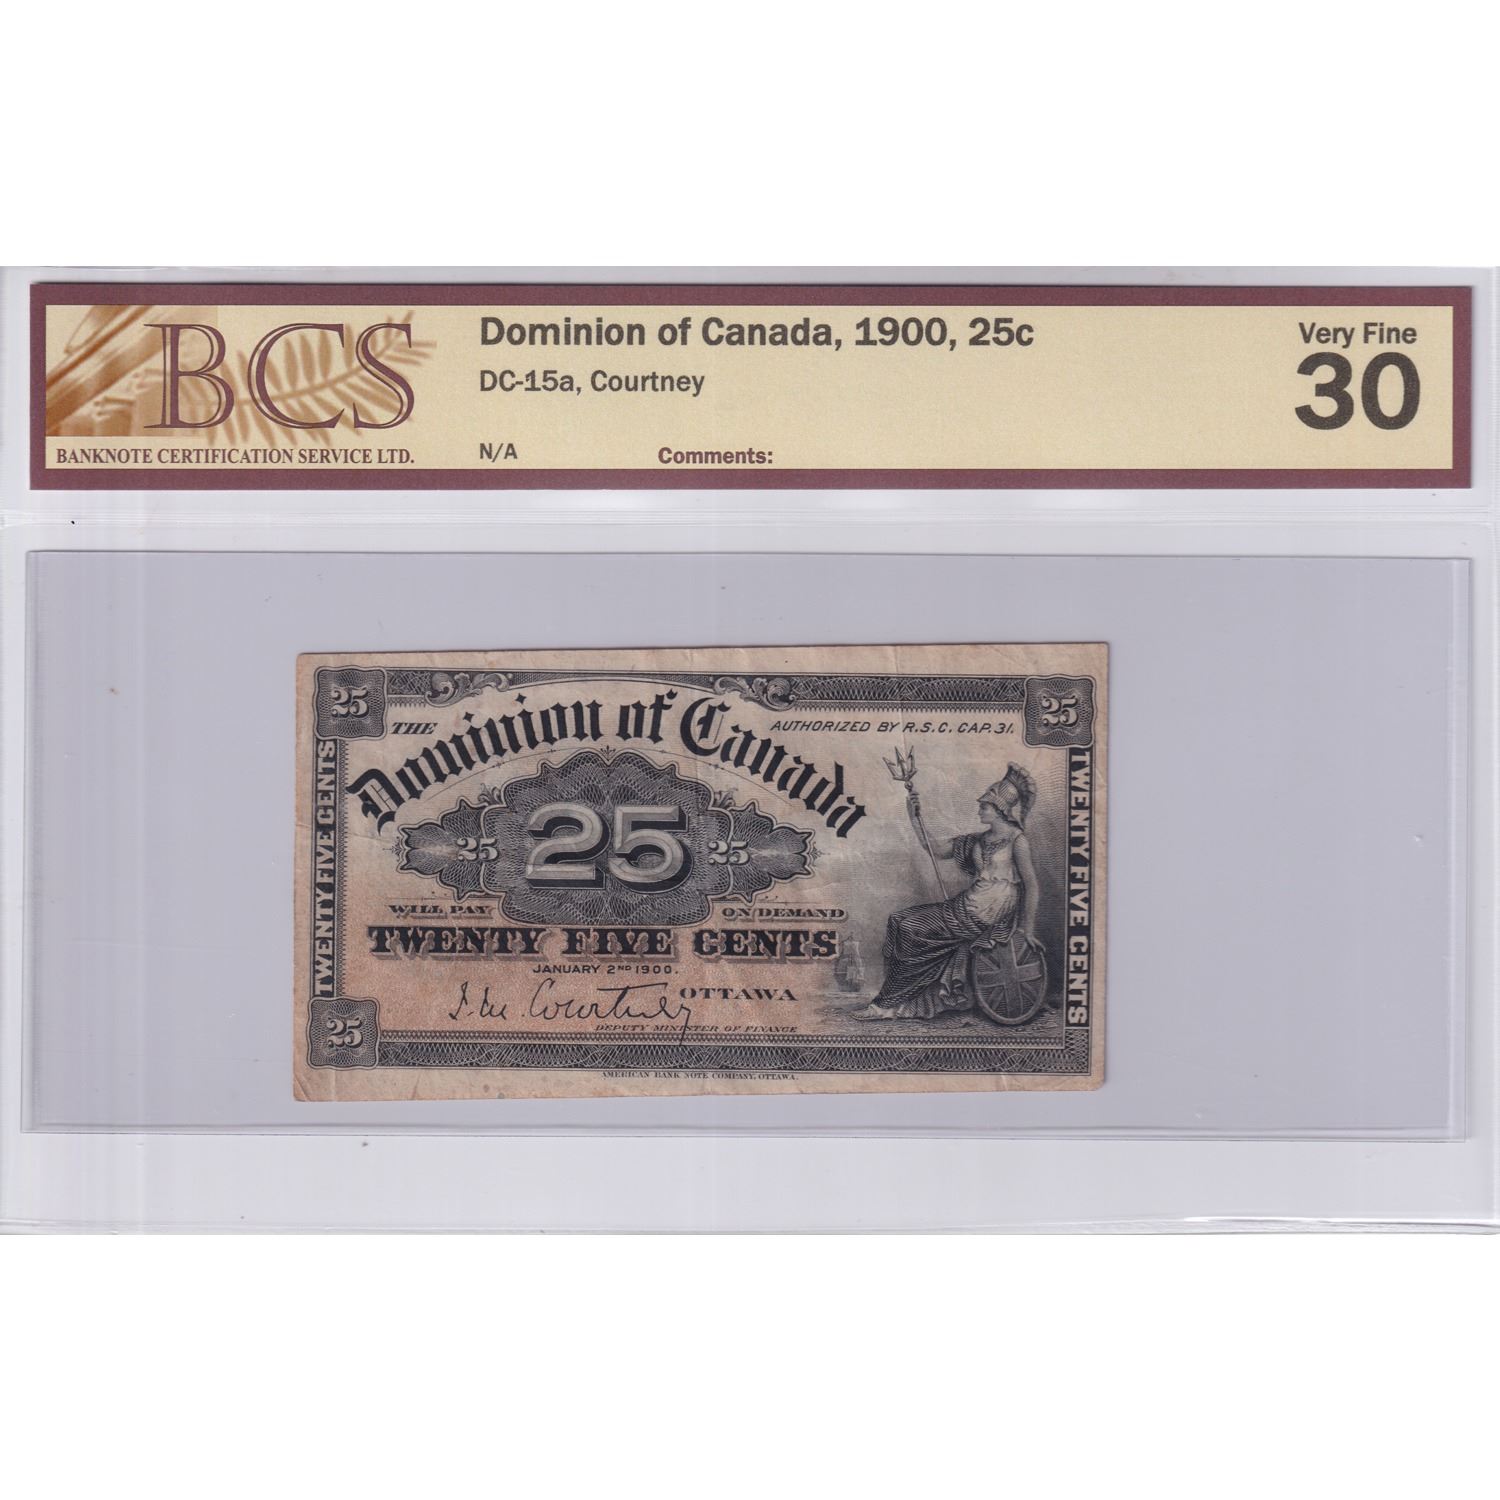 BCS
BANKNOTE CERTIFICATION SERVICE LTD.
Dominion of Canada, 1900, 25c
DC-15a, Courtney
N/A
Comments:
Very Fine
30
25
25
THE
Dominion of Canada
AUTHORIZED BY R.S.C. CAP. 31.
TWENTY FIVE CENTS
25
25
25
TWENTY FIVE CENTS
WILL PAY
ON DEMAND
TWENTY FIVE CENTS
JANUARY 2ND 1900.
J. M. Courtney
OTTAWA
DEPUTY MINISTER OF FINANCE
25
AMERICAN BANK NOTE COMPANY, OTTAWA.